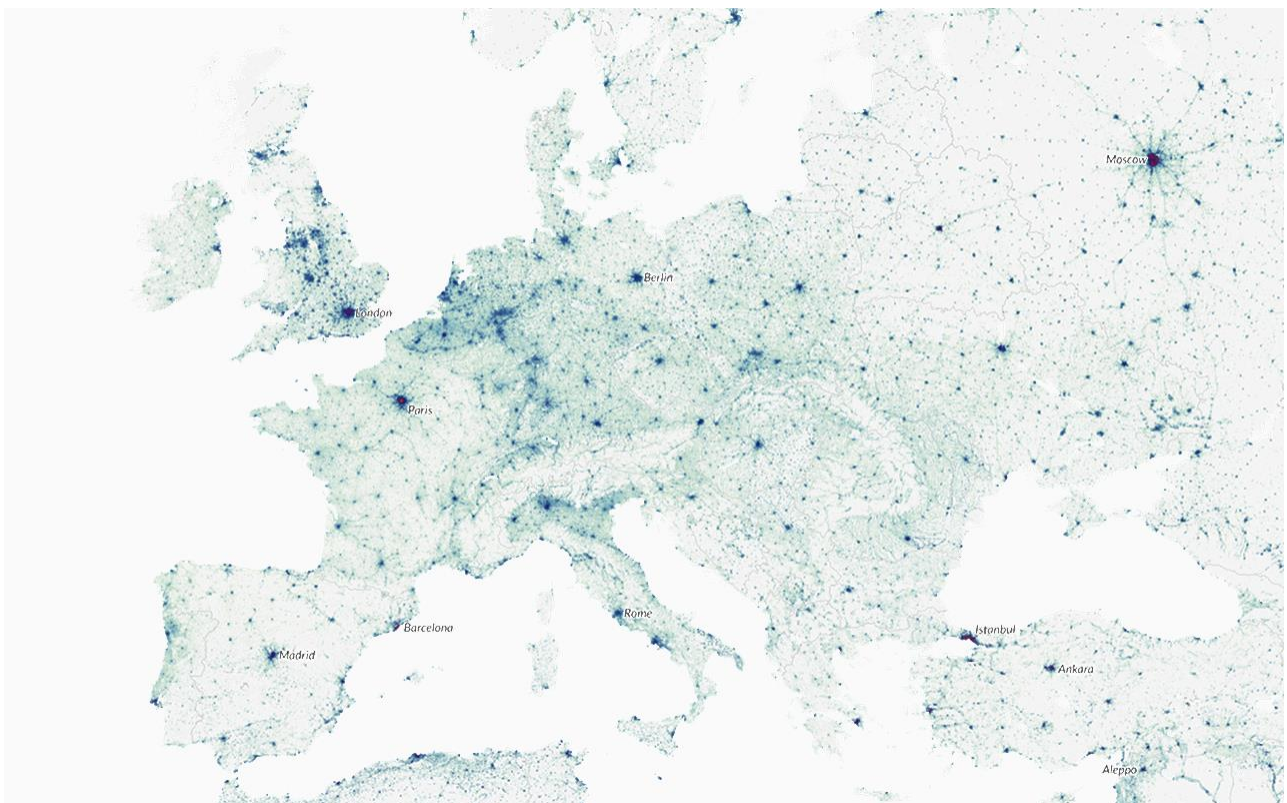 Moscow
Berlin
London
Paris
Rome
Barcelona
Istanbul
Madrid
Ankara
Aleppo